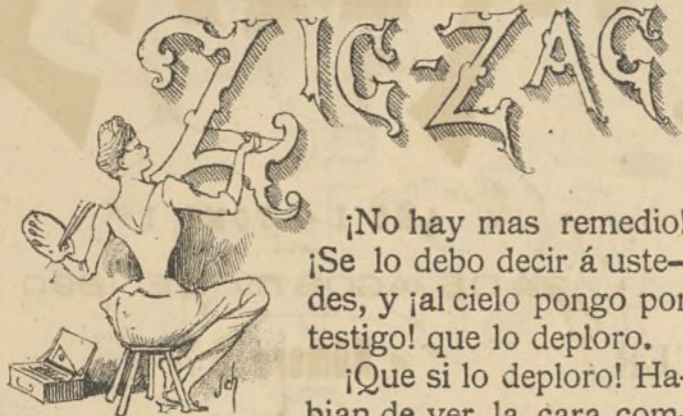 ZIG-ZAG
¡No hay mas remedio!
¡Se lo debo decir á uste-
des, y ¡al cielo pongo por
testigo! que lo deploro.
¡Que si lo deploro! Ha-
bian de ver la cara com-